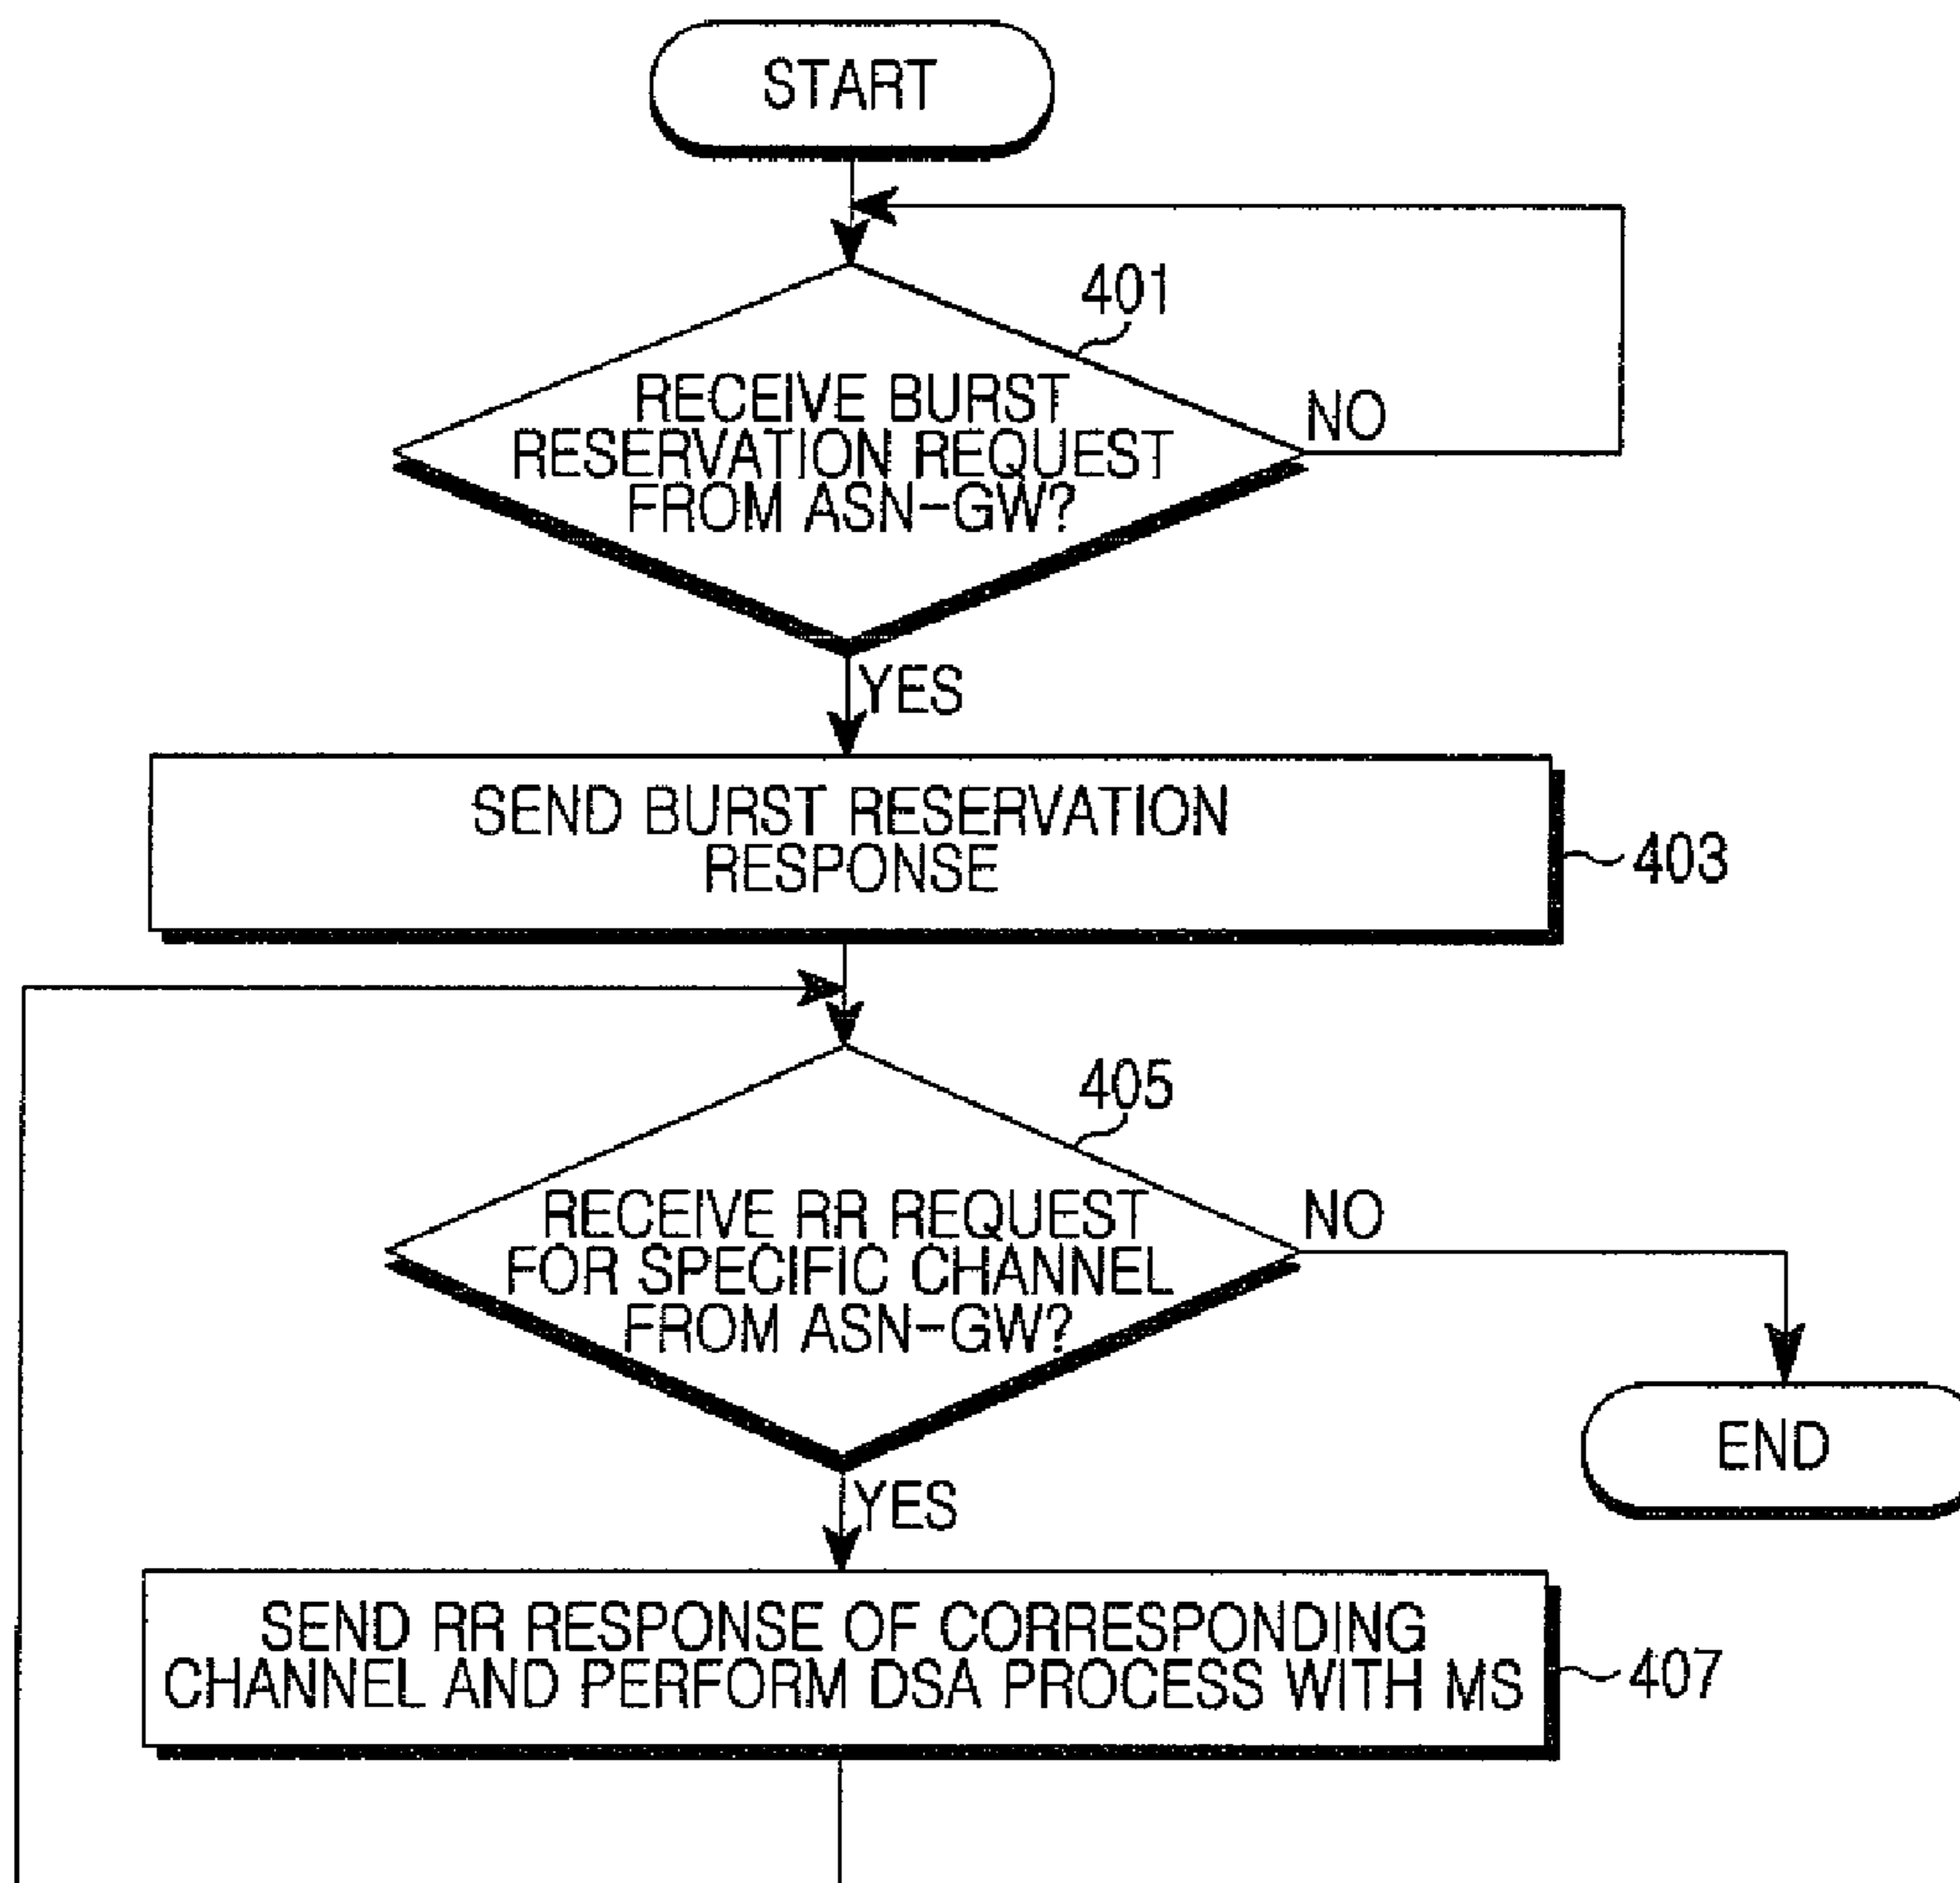 START
401
RECEIVE BURST
RESERVATION REQUEST
FROM ASN-GW?
NO
YES
SEND BURST RESERVATION
RESPONSE
403
405
RECEIVE RR REQUEST
FOR SPECIFIC CHANNEL
FROM ASN-GW?
NO
END
YES
SEND RR RESPONSE OF CORRESPONDING
CHANNEL AND PERFORM DSA PROCESS WITH MS
407